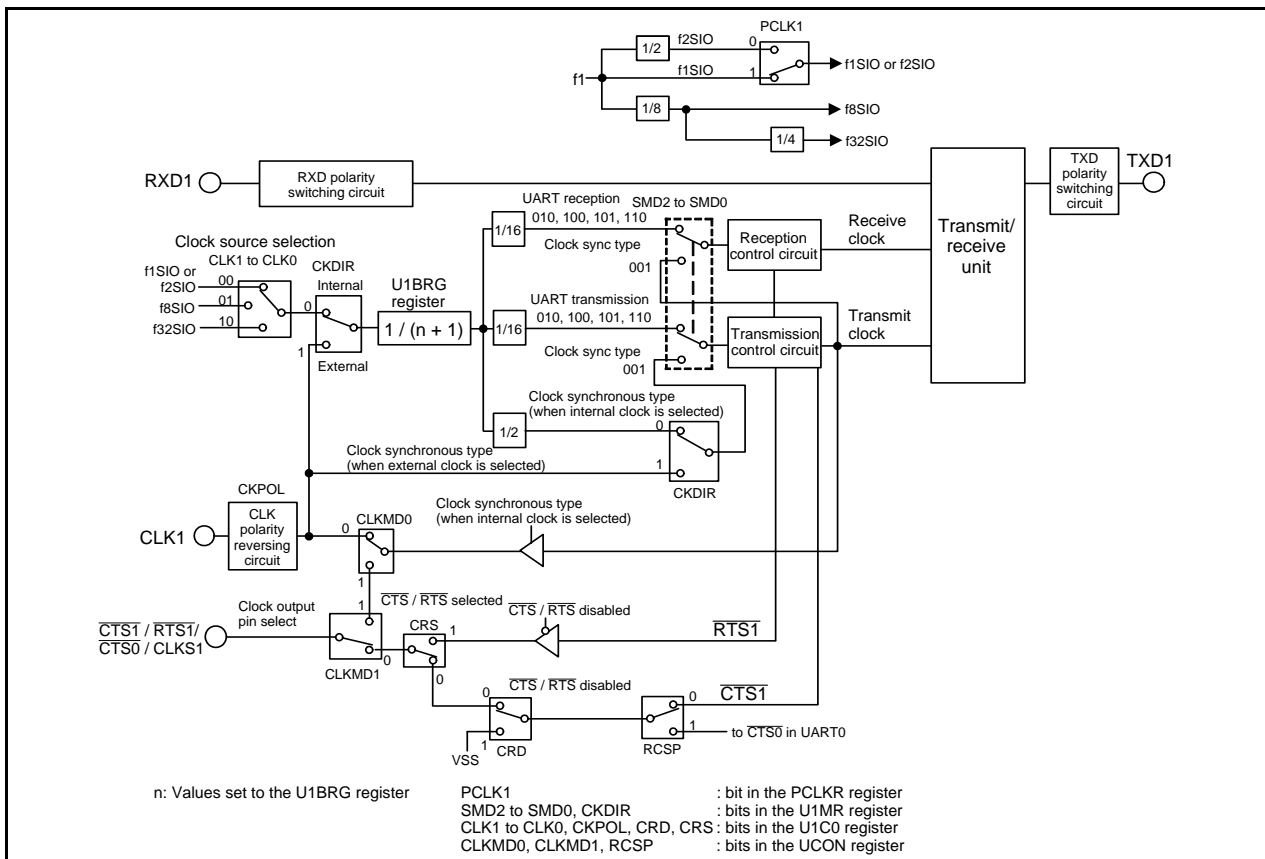 PCLK1
f2SIO
0
1/2
f1
f1SIO
1
f1SIO or f2SIO
1/8
f8SIO
1/4
f32SIO
RXD1
RXD polarity
switching circuit
TXD
polarity
switching
circuit
TXD1
Transmit/
receive
unit
UART reception
010, 100, 101, 110
SMD2 to SMD0
1/16
Clock sync type
001
Reception
control circuit
Receive
clock
Clock source selection
CLK1 to CLK0
f1SIO or
f2SIO
00
f8SIO
01
f32SIO
10
CKDIR
Internal
0
1
External
U1BRG
register
1 / (n + 1)
UART transmission
010, 100, 101, 110
1/16
Clock sync type
001
Transmission
control circuit
Transmit
clock
Clock synchronous type
(when internal clock is selected)
1/2
0
Clock synchronous type
(when external clock is selected)
1
CKDIR
CKPOL
CLK1
CLK
polarity
reversing
circuit
0
CLKMD0
1
Clock synchronous type
(when internal clock is selected)
CTS1 / RTS1/
CTS0 / CLKS1
Clock output
pin select
1
CTS / RTS selected
0
CLKMD1
CRS
1
0
CTS / RTS disabled
RTS1
0
CTS / RTS disabled
1
VSS
CRD
0
CTS1
1
to CTS0 in UART0
RCSP
n: Values set to the U1BRG register
PCLK1 : bit in the PCLKR register
SMD2 to SMD0, CKDIR : bits in the U1MR register
CLK1 to CLK0, CKPOL, CRD, CRS : bits in the U1C0 register
CLKMD0, CLKMD1, RCSP : bits in the UCON register